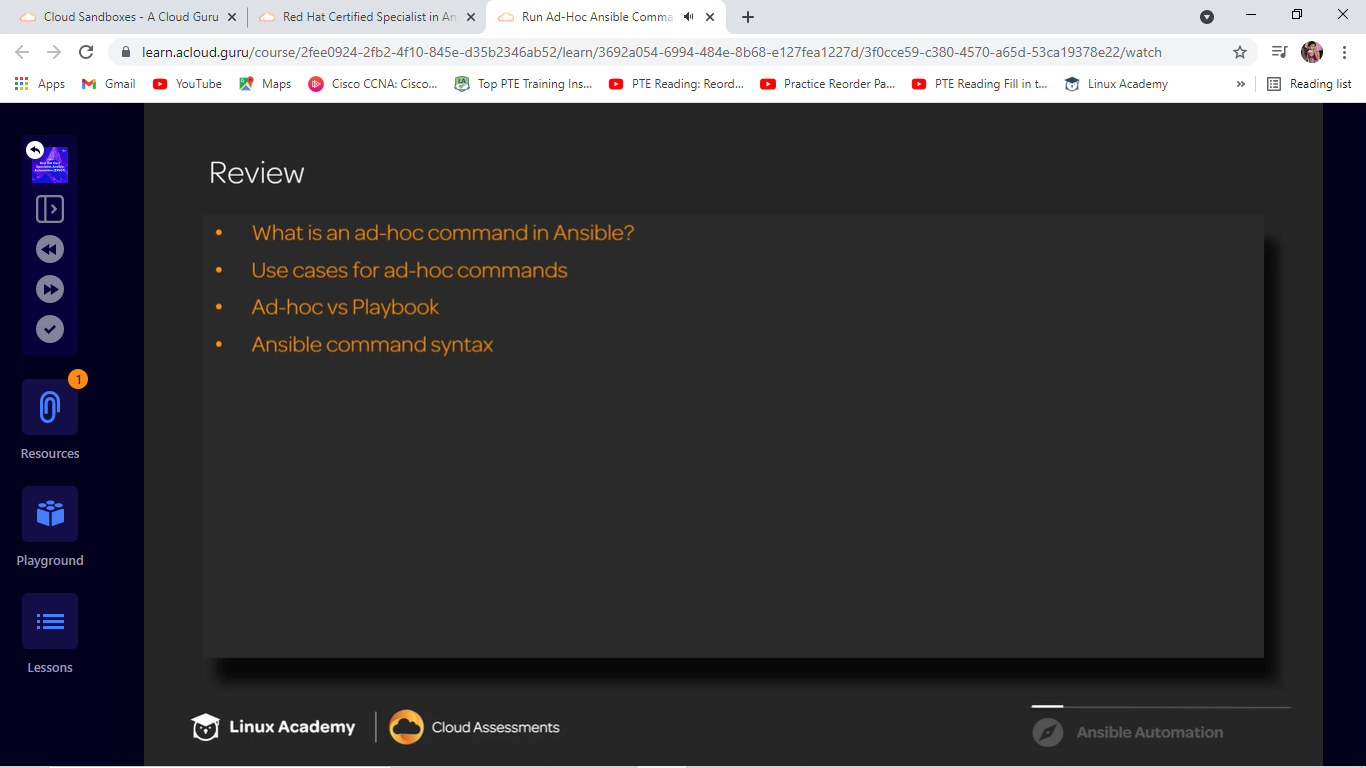 Cloud Sandboxes - A Cloud Guru
Red Hat Certified Specialist in An
Run Ad-Hoc Ansible Comma
learn.acloud.guru/course/2fee0924-2fb2-4f10-845e-d35b2346ab52/learn/3692a054-6994-484e-8b68-e127fea1227d/3f0cce59-c380-4570-a65d-53ca19378e22/watch
Apps Gmail YouTube Maps Cisco CCNA: Cisco... Top PTE Training Ins... PTE Reading: Reord... Practice Reorder Pa... PTE Reading Fill in t... Linux Academy » Reading list
Review
• What is an ad-hoc command in Ansible?
• Use cases for ad-hoc commands
• Ad-hoc vs Playbook
• Ansible command syntax
1
Resources
Playground
Lessons
Linux Academy
Cloud Assessments
Ansible Automation